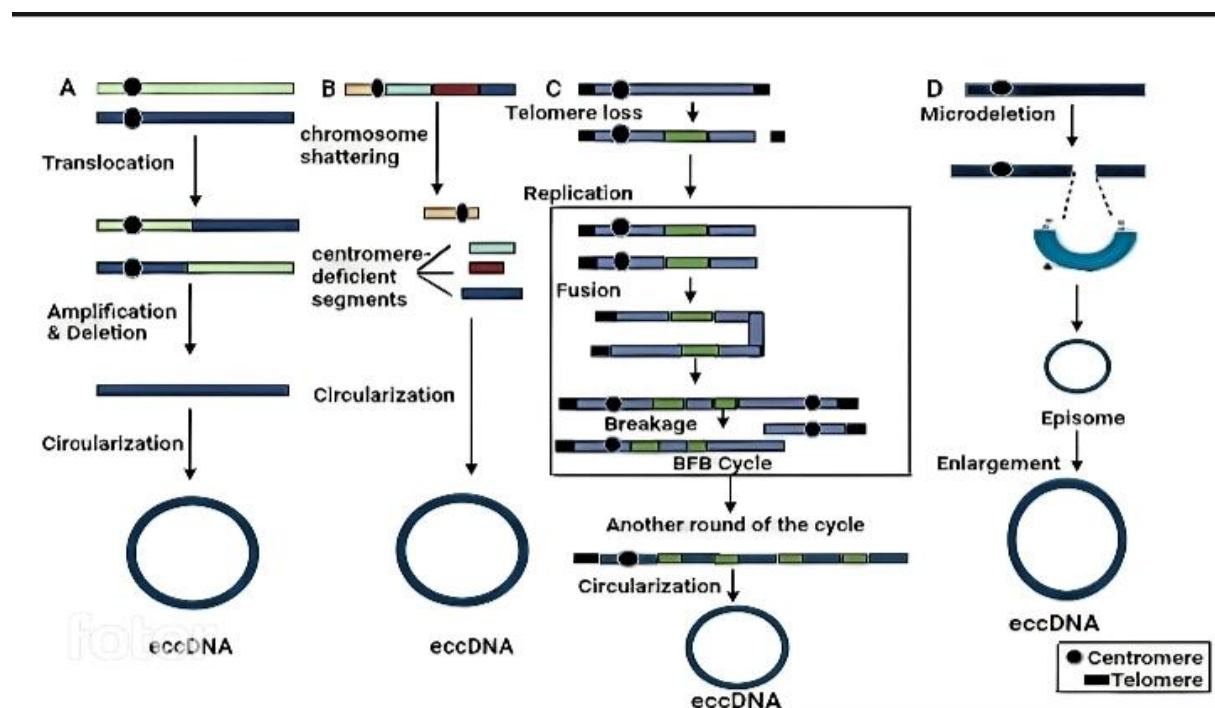 A
Translocation
Amplification
& Deletion
Circularization
eccDNA
B
chromosome
shattering
centromere-
deficient
segments
Circularization
eccDNA
C
Telomere loss
Replication
Fusion
Breakage
BFB Cycle
Another round of the cycle
Circularization
eccDNA
D
Microdeletion
Episome
Enlargement
eccDNA
Centromere
Telomere
fotor